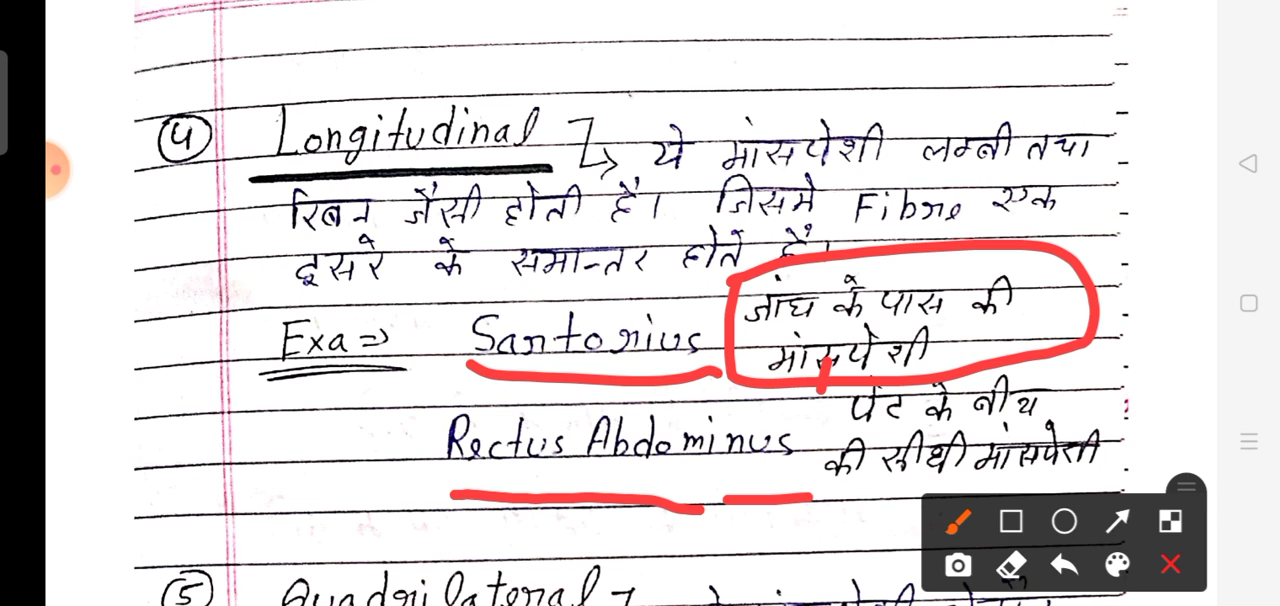 ④ Longitudinal → ये मांसपेशी लम्बी तथा
रिबन जैसी होती है। जिसमे Fibre एक
दूसरे के समान्तर होते है।
Exa => Santorius जांघ के पास की
मांसपेशी
Rectus Abdominus पेट के बीच
की सीधी मांसपेशी
⑤ Quadrilateral →